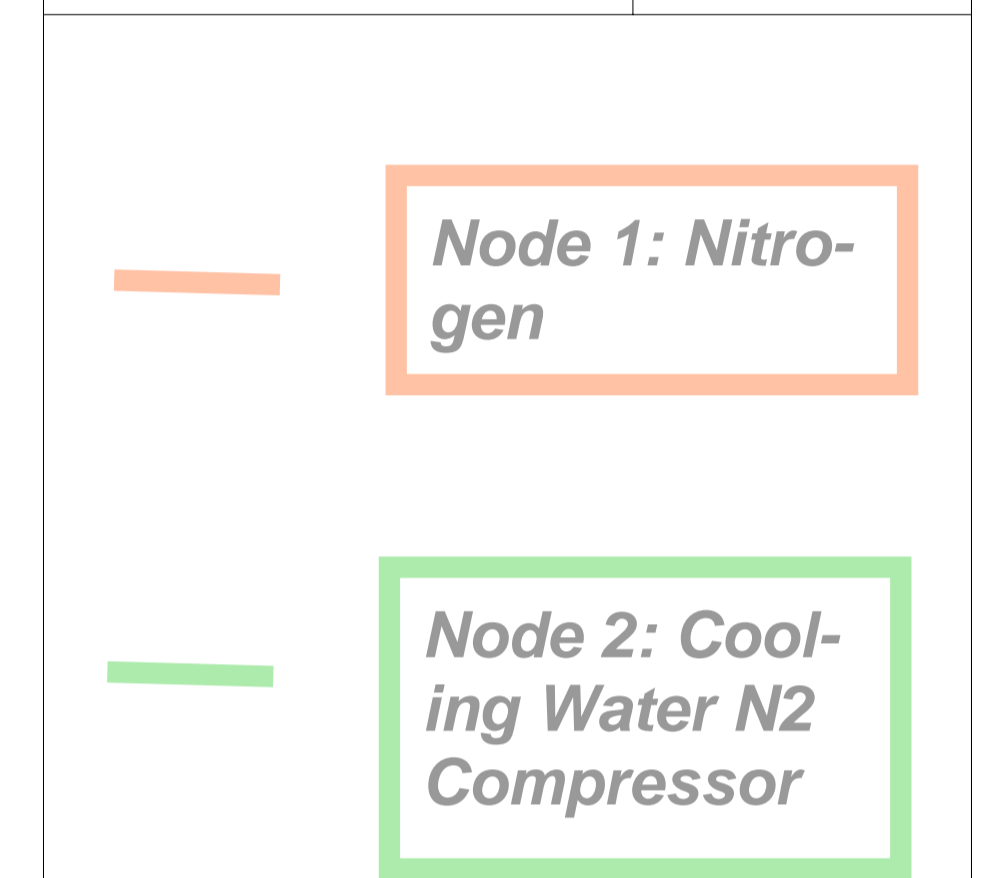 Node 1: Nitro-
gen
Node 2: Cool-
ing Water N2
Compressor